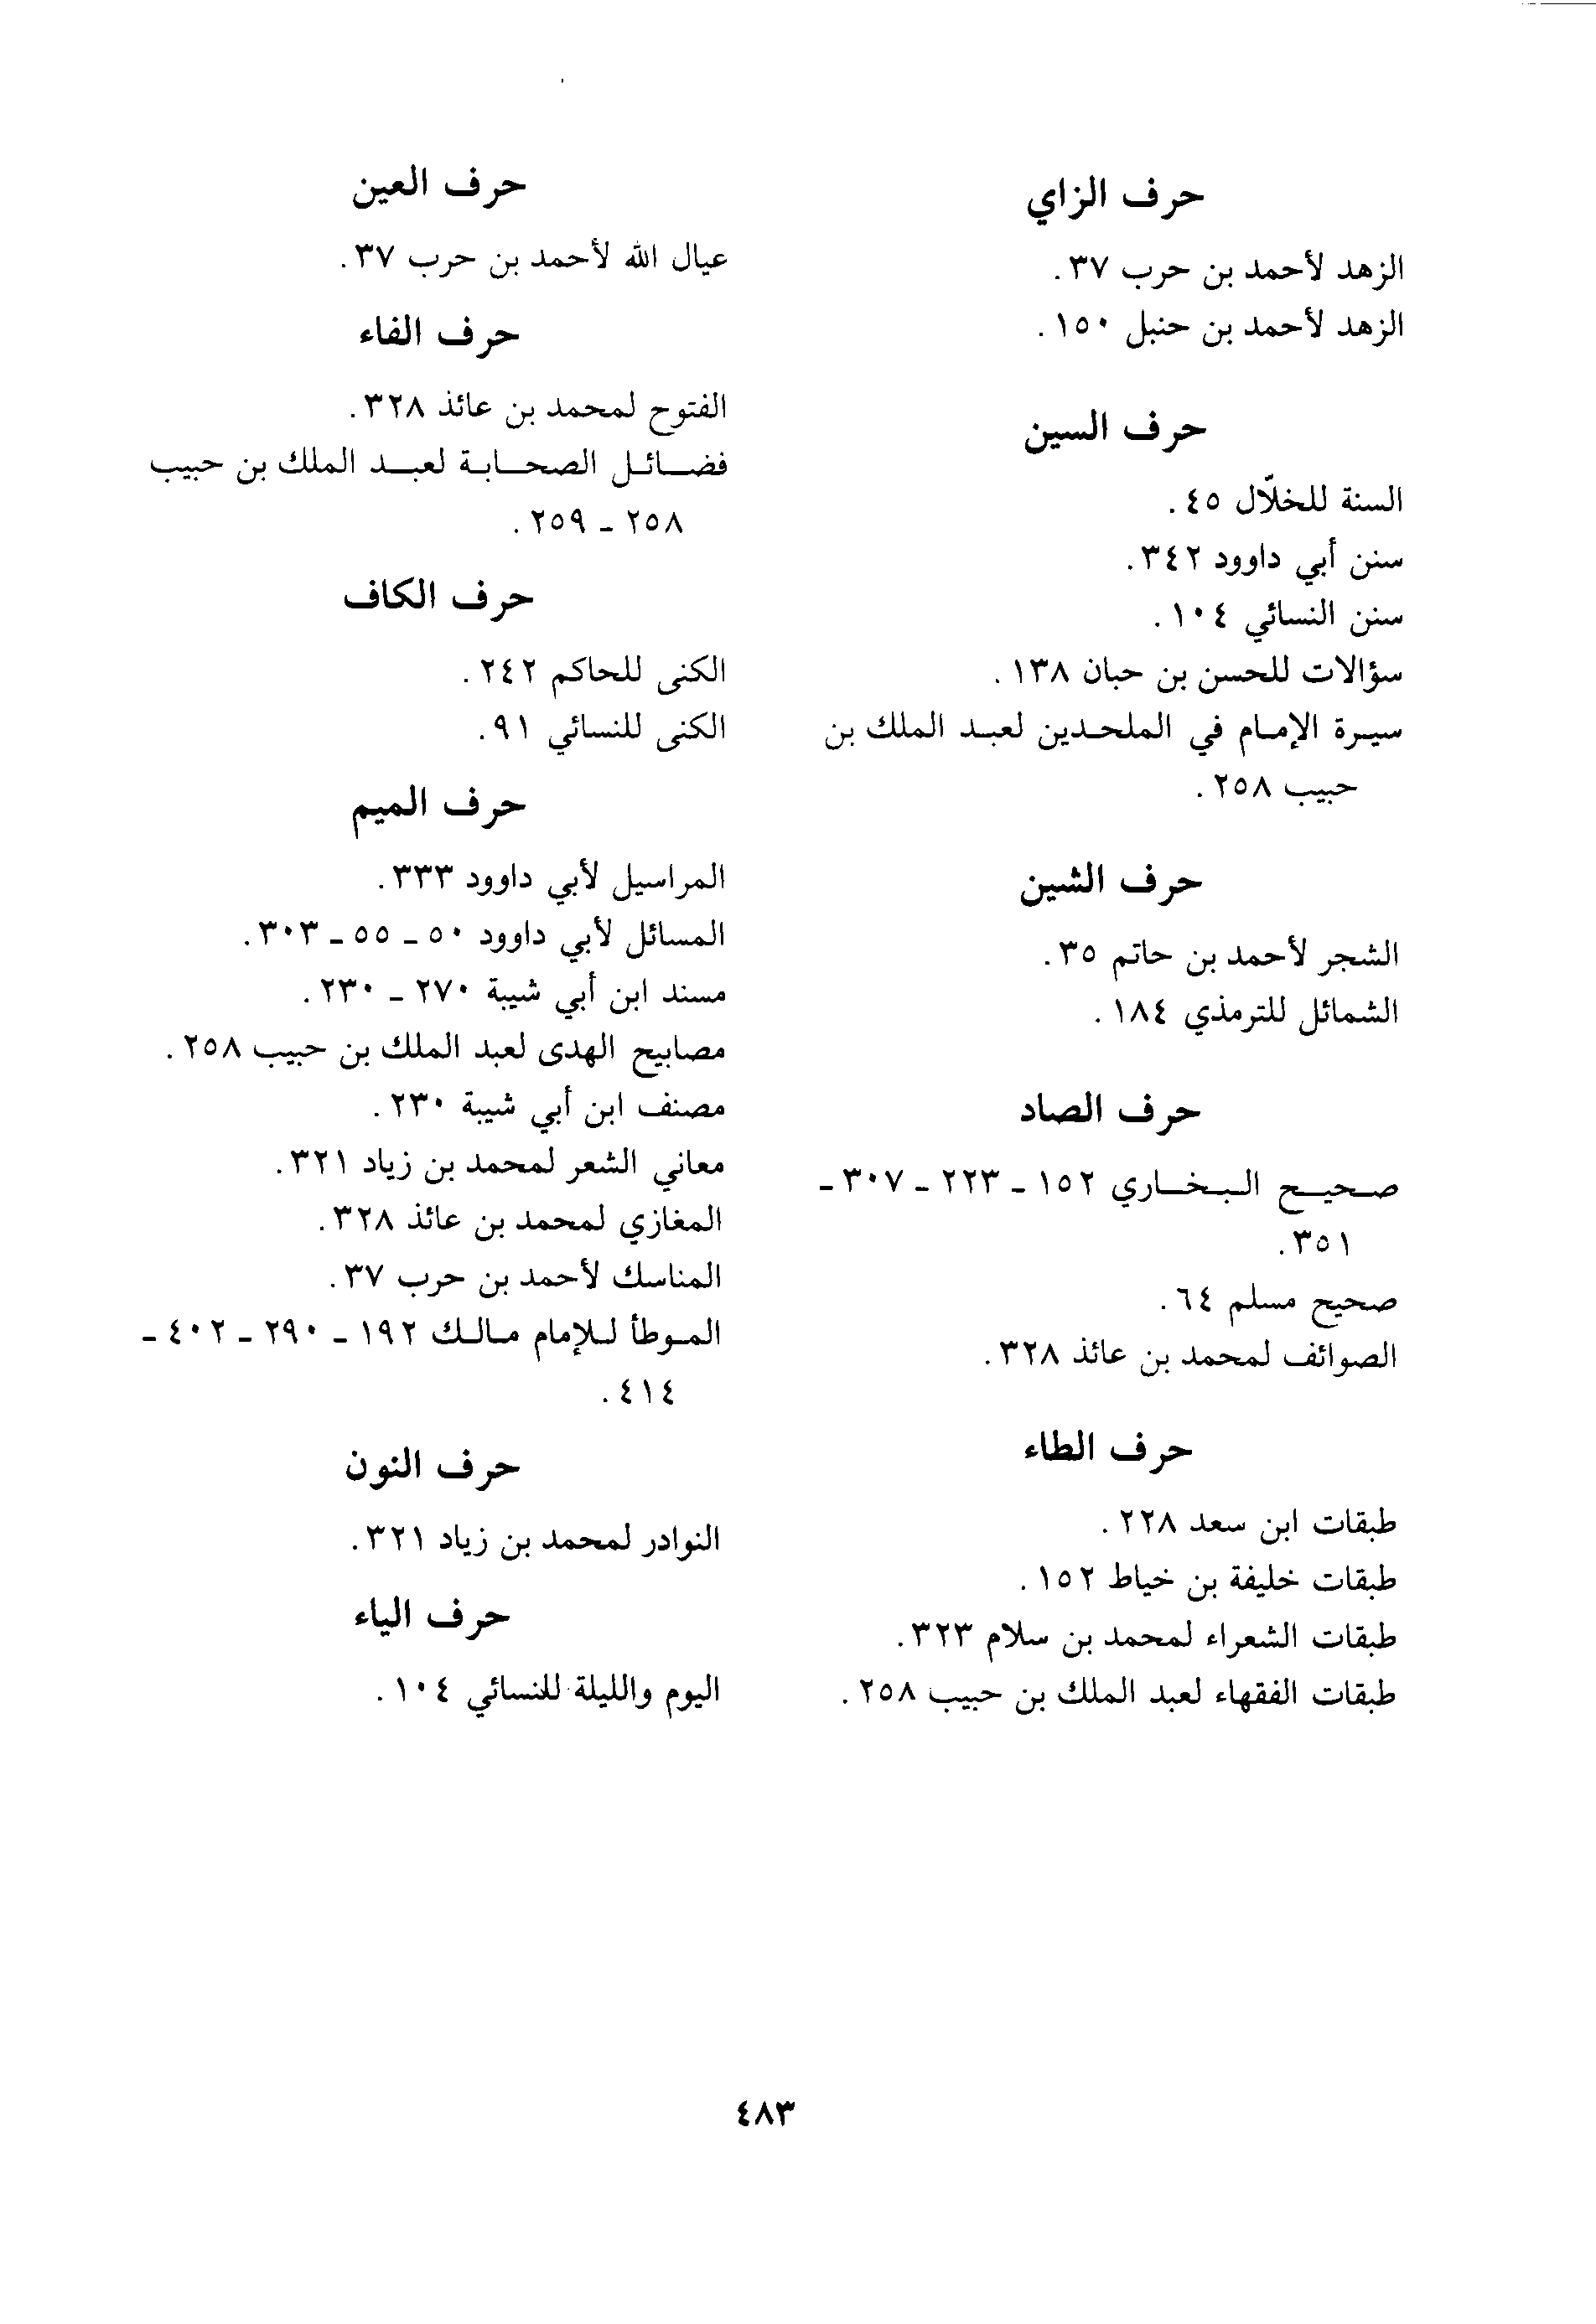 حرف الزاي
الزهد لأحمد بن حرب ٣٧.
الزهد لأحمد بن حنبل ١٥٠.
حرف السين
السنة للخلاّل ٤٥.
سنن أبي داوود ٣٤٢.
سنن النسائي ١٠٤.
سؤالات للحسن بن حبان ١٣٨.
سيرة الإمام في الملحدين لعبد الملك بن
حبيب ٢٥٨.
حرف الشين
الشجر لأحمد بن حاتم ٣٥.
الشمائل للترمذي ١٨٤.
حرف الصاد
صحيح البخاري ١٥٢ - ٢٢٣ - ٣٠٧ -
٣٥١.
صحيح مسلم ٦٤.
الصوائف لمحمد بن عائذ ٣٢٨.
حرف الطاء
طبقات ابن سعد ٢٢٨.
طبقات خليفة بن خياط ١٥٢.
طبقات الشعراء لمحمد بن سلام ٣٢٣.
طبقات الفقهاء لعبد الملك بن حبيب ٢٥٨.
حرف العين
عيال الله لأحمد بن حرب ٣٧.
حرف الفاء
الفتوح لمحمد بن عائذ ٣٢٨.
فضائل الصحابة لعبد الملك بن حبيب
٢٥٨ - ٢٥٩.
حرف الكاف
الكنى للحاكم ٢٤٢.
الكنى للنسائي ٩١.
حرف الميم
المراسيل لأبي داوود ٣٣٣.
المسائل لأبي داوود ٥٠ - ٥٥ - ٣٠٣.
مسند ابن أبي شيبة ٢٧٠ - ٢٣٠.
مصابيح الهدى لعبد الملك بن حبيب ٢٥٨.
مصنف ابن أبي شيبة ٢٣٠.
معاني الشعر لمحمد بن زياد ٣٢١.
المغازي لمحمد بن عائذ ٣٢٨.
المناسك لأحمد بن حرب ٣٧.
الموطأ للإمام مالك ١٩٢ - ٢٩٠ - ٤٠٢ -
٤١٤.
حرف النون
النوادر لمحمد بن زياد ٣٢١.
حرف الياء
اليوم والليلة للنسائي ١٠٤.
٤٨٣